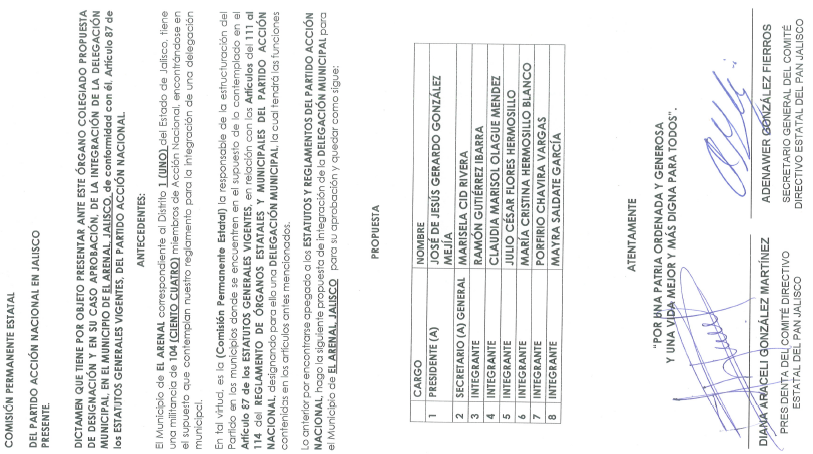 COMISIÓN PERMANENTE ESTATAL
DEL PARTIDO ACCIÓN NACIONAL EN JALISCO
PRESENTE.
DICTAMEN QUE TIENE POR OBJETO PRESENTAR ANTE ESTE ÓRGANO COLEGIADO PROPUESTA
DE DESIGNACIÓN Y EN SU CASO APROBACIÓN, DE LA INTEGRACIÓN DE LA DELEGACIÓN
MUNICIPAL, EN EL MUNICIPIO DE EL ARENAL, JALISCO, de conformidad con él, Artículo 87 de
los ESTATUTOS GENERALES VIGENTES, DEL PARTIDO ACCIÓN NACIONAL.
ANTECEDENTES:
El Municipio de EL ARENAL correspondiente al Distrito 1 (UNO) del Estado de Jalisco, tiene
una militancia de 104 (CIENTO CUATRO) miembros de Acción Nacional, encontrándose en
el supuesto que contemplan nuestro reglamento para la Integración de una delegación
municipal.
En tal virtud, es la (Comisión Permanente Estatal) la responsable de la estructuración del
Partido en los municipios donde se encuentren en el supuesto de lo contemplado en el
Artículo 87 de los ESTATUTOS GENERALES VIGENTES, en relación con los Artículos del 111 al
114 del REGLAMENTO DE ÓRGANOS ESTATALES Y MUNICIPALES DEL PARTIDO ACCIÓN
NACIONAL, designando para ello una DELEGACIÓN MUNICIPAL, la cual tendrá las funciones
contenidas en los artículos antes mencionados.
Lo anterior por encontrarse apegado a los ESTATUTOS Y REGLAMENTOS DEL PARTIDO ACCIÓN
NACIONAL, hago la siguiente propuesta de integración de la DELEGACIÓN MUNICIPAL para
el Municipio de EL ARENAL, JALISCO para su aprobación y quedar como sigue:
PROPUESTA
CARGO NOMBRE
1 PRESIDENTE (A) JOSÉ DE JESÚS GERARDO GONZÁLEZ
MEJÍA
2 SECRETARIO (A) GENERAL MARISELA CID RIVERA
3 INTEGRANTE RAMÓN GUTIÉRREZ IBARRA
4 INTEGRANTE CLAUDIA MARISOL OLAGUE MENDEZ
5 INTEGRANTE JULIO CÉSAR FLORES HERMOSILLO
6 INTEGRANTE MARÍA CRISTINA HERMOSILLO BLANCO
7 INTEGRANTE PORFIRIO CHAVIRA VARGAS
8 INTEGRANTE MAYRA SALDATE GARCÍA
ATENTAMENTE
"POR UNA PATRIA ORDENADA Y GENEROSA
Y UNA VIDA MEJOR Y MÁS DIGNA PARA TODOS".
DIANA ARACELI GONZÁLEZ MARTÍNEZ
PRESIDENTA DEL COMITÉ DIRECTIVO
ESTATAL DEL PAN JALISCO
ADENAWER GONZÁLEZ FIERROS
SECRETARIO GENERAL DEL COMITÉ
DIRECTIVO ESTATAL DEL PAN JALISCO